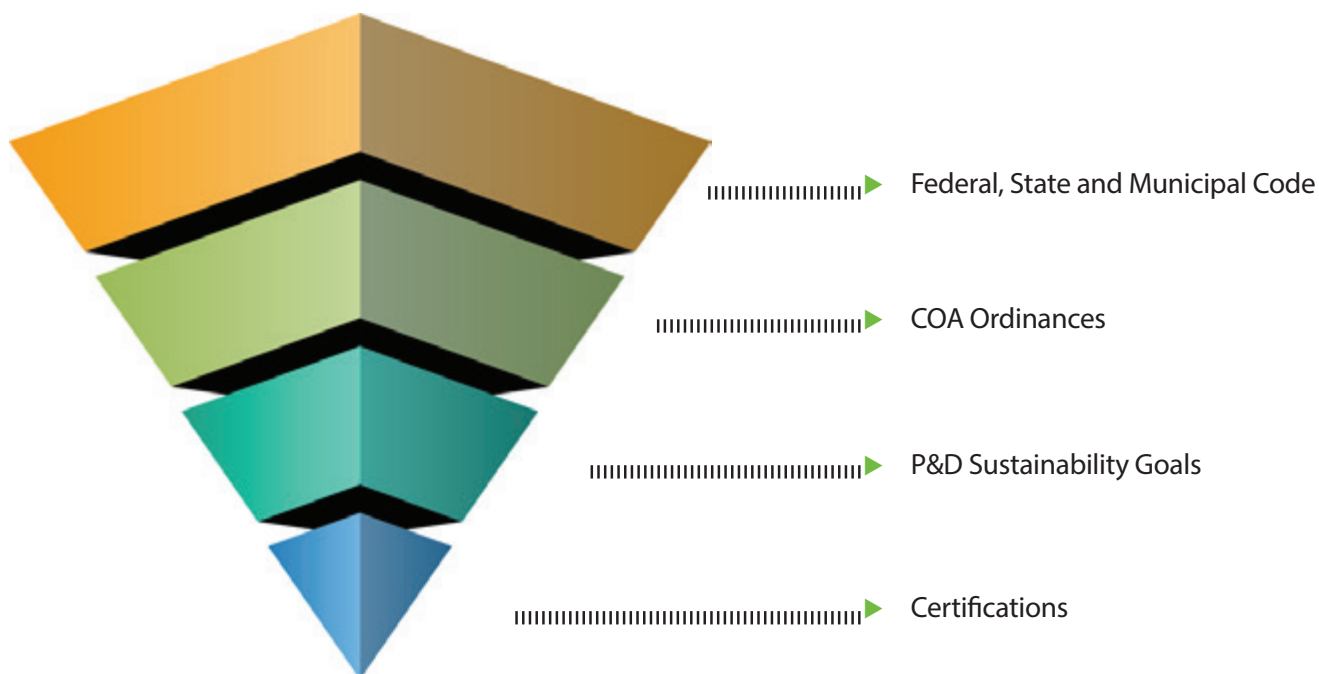 Federal, State and Municipal Code
COA Ordinances
P&D Sustainability Goals
Certifications